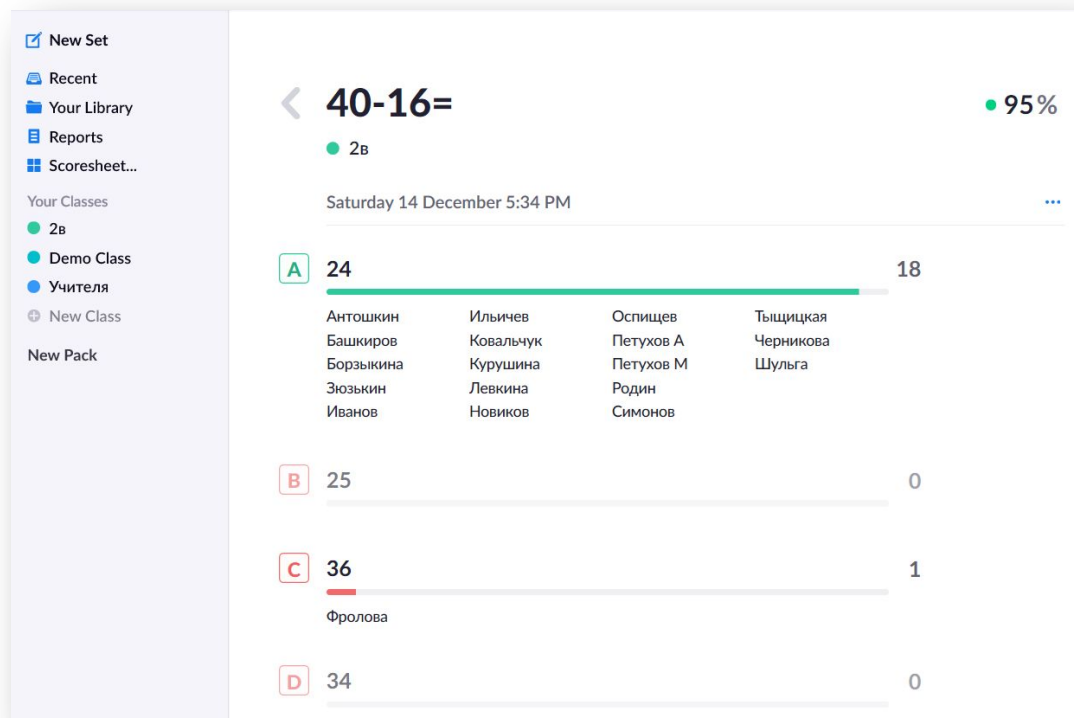 New Set
Recent
Your Library
Reports
Scoresheet...
Your Classes
2в
Demo Class
Учителя
New Class
New Pack
40-16=
95%
2в
Saturday 14 December 5:34 PM
A 24 18
Антошкин Ильичев Оспищев Тыщицкая
Башкиров Ковальчук Петухов А Черникова
Борзыкина Курушина Петухов М Шульга
Зюзькин Левкина Родин
Иванов Новиков Симонов
B 25 0
C 36 1
Фролова
D 34 0